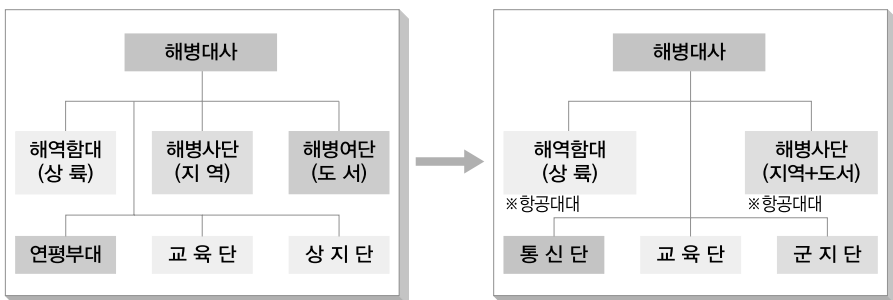 해병대사
해역함대
(상 륙)
해병사단
(지 역)
해병여단
(도 서)
연평부대
교 육 단
상 지 단
해병대사
해역함대
(상 륙)
※항공대대
해병사단
(지역+도서)
※항공대대
통 신 단
교 육 단
군 지 단